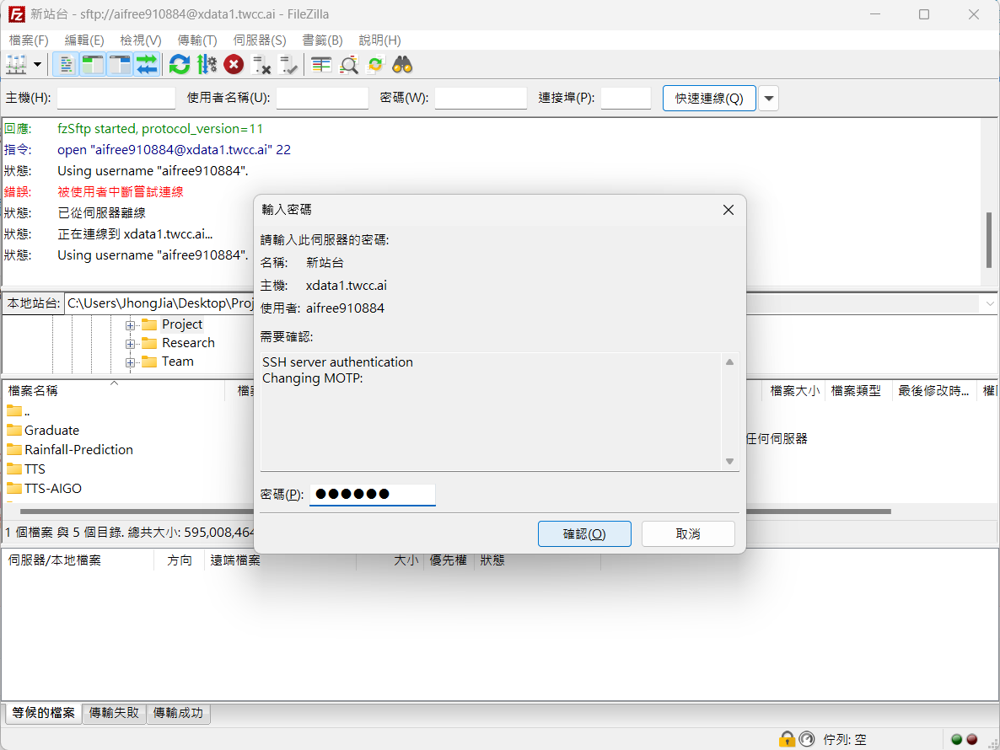 新站台 - sftp://aifree910884@xdata1.twcc.ai - FileZilla
檔案(F) 編輯(E) 檢視(V) 傳輸(T) 伺服器(S) 書籤(B) 說明(H)
主機(H): 使用者名稱(U): 密碼(W): 連接埠(P): 快速連線(Q)
回應: fzSftp started, protocol_version=11
指令: open "aifree910884@xdata1.twcc.ai" 22
狀態: Using username "aifree910884".
錯誤: 被使用者中斷嘗試連線
狀態: 已從伺服器離線
狀態: 正在連線到 xdata1.twcc.ai...
狀態: Using username "aifree910884".
本地站台: C:\Users\JhongJia\Desktop\Proj
Project
Research
Team
檔案名稱
..
Graduate
Rainfall-Prediction
TTS
TTS-AIGO
1 個檔案 與 5 個目錄. 總共大小: 595,008,464
檔案大小 檔案類型 最後修改時...
任何伺服器
輸入密碼
請輸入此伺服器的密碼:
名稱: 新站台
主機: xdata1.twcc.ai
使用者: aifree910884
需要確認:
SSH server authentication
Changing MOTP:
密碼(P): ●●●●●●
確認(O) 取消
伺服器/本地檔案 方向 遠端檔案 大小 優先權 狀態
等候的檔案 傳輸失敗 傳輸成功
佇列: 空